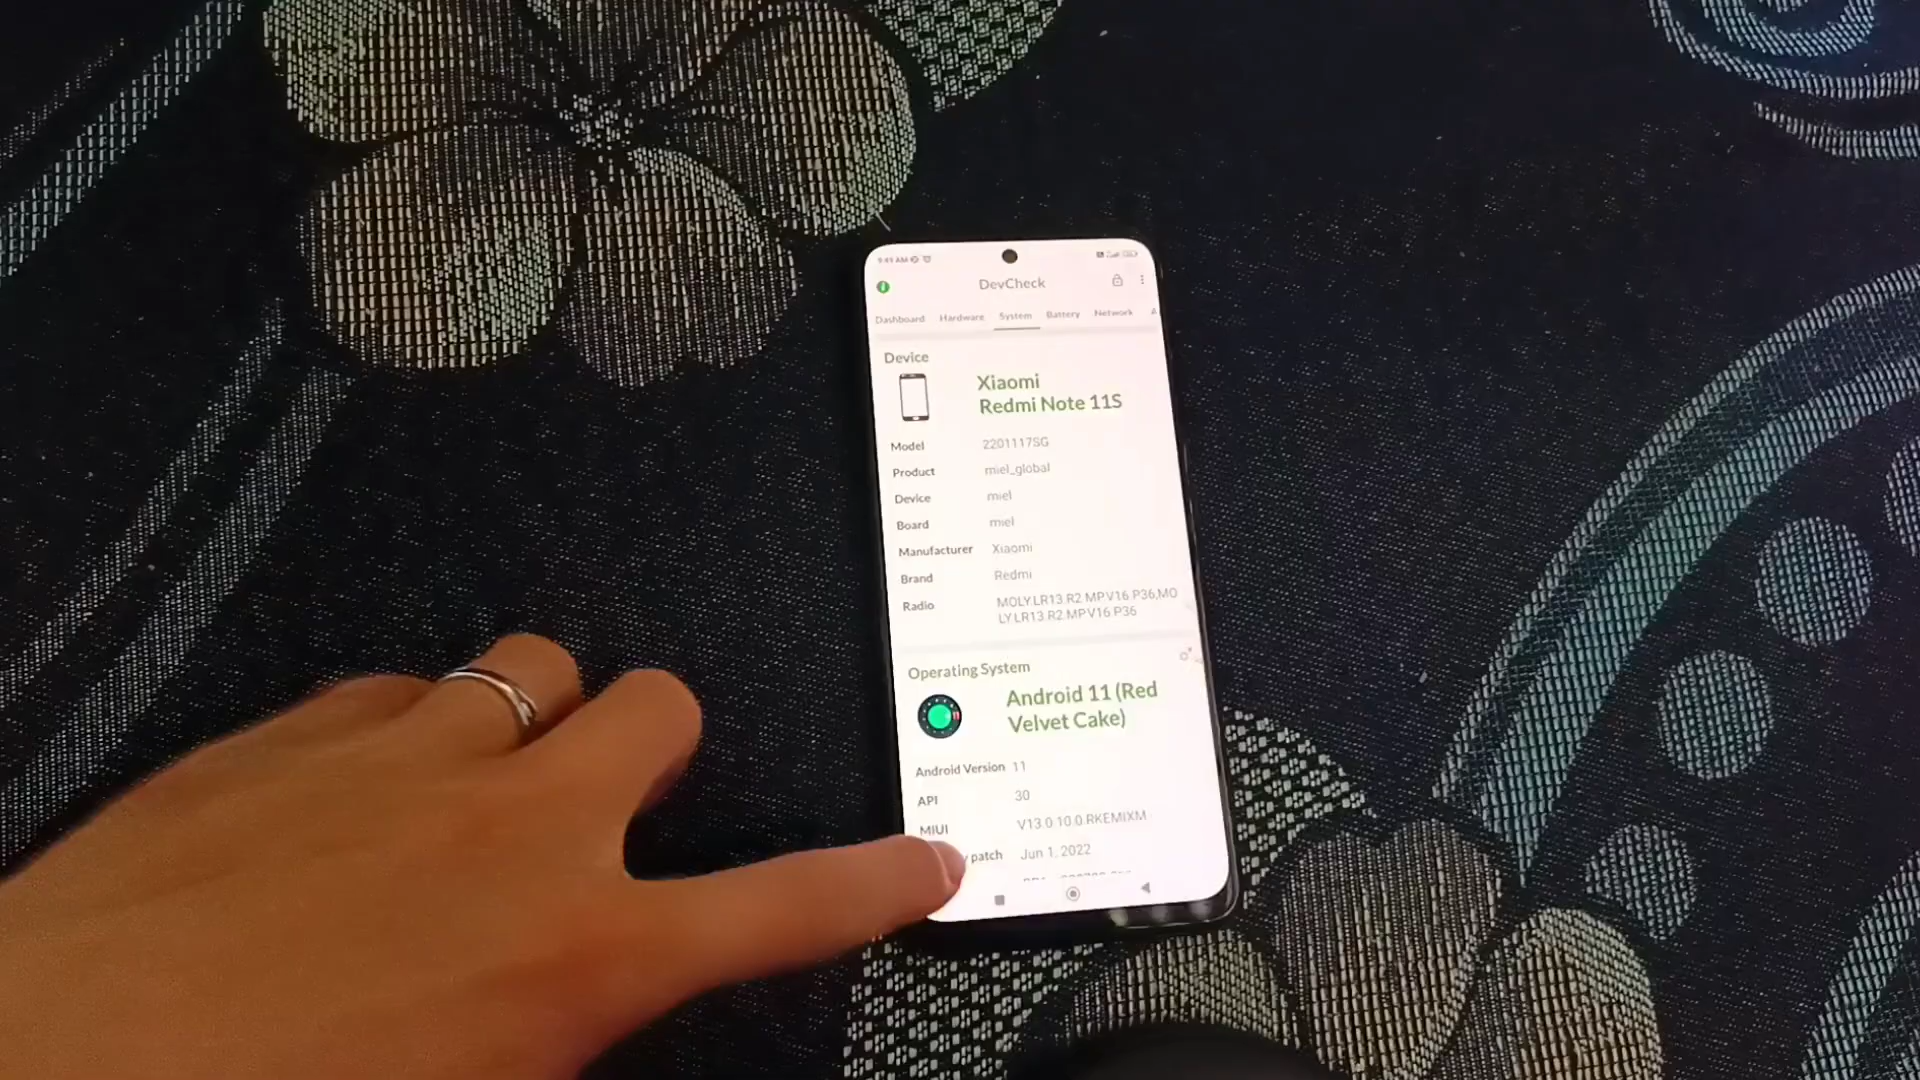 9:41 AM
DevCheck
Dashboard Hardware System Battery Network A
Device
Xiaomi
Redmi Note 11S
Model 2201117SG
Product miel_global
Device miel
Board miel
Manufacturer Xiaomi
Brand Redmi
Radio MOLY.LR13.R2.MP.V16.P36,MO
LY.LR13.R2.MP.V16.P36
Operating System
Android 11 (Red
Velvet Cake)
Android Version 11
API 30
MIUI V13.0.10.0.RKEMIXM
y patch Jun 1, 2022